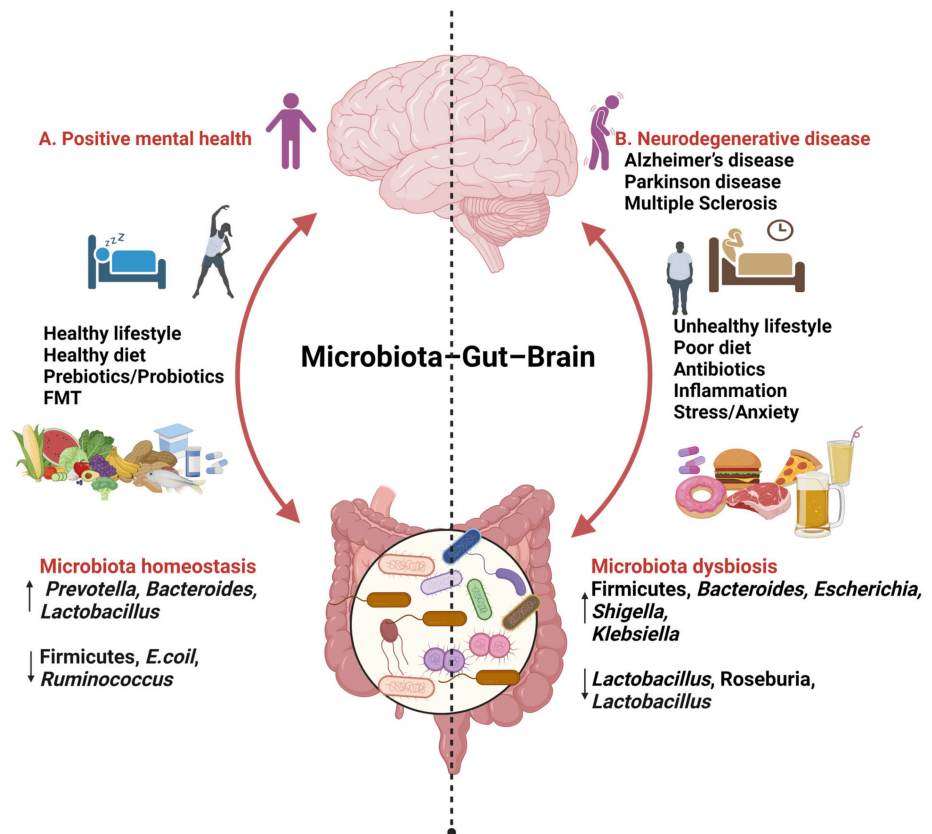 A. Positive mental health
B. Neurodegenerative disease
Alzheimer's disease
Parkinson disease
Multiple Sclerosis
zzz
Healthy lifestyle
Healthy diet
Prebiotics/Probiotics
FMT
Microbiota–Gut–Brain
Unhealthy lifestyle
Poor diet
Antibiotics
Inflammation
Stress/Anxiety
Microbiota homeostasis
↑ Prevotella, Bacteroides,
Lactobacillus
↓ Firmicutes, E.coil,
Ruminococcus
Microbiota dysbiosis
↑ Firmicutes, Bacteroides, Escherichia,
Shigella,
Klebsiella
↓ Lactobacillus, Roseburia,
Lactobacillus